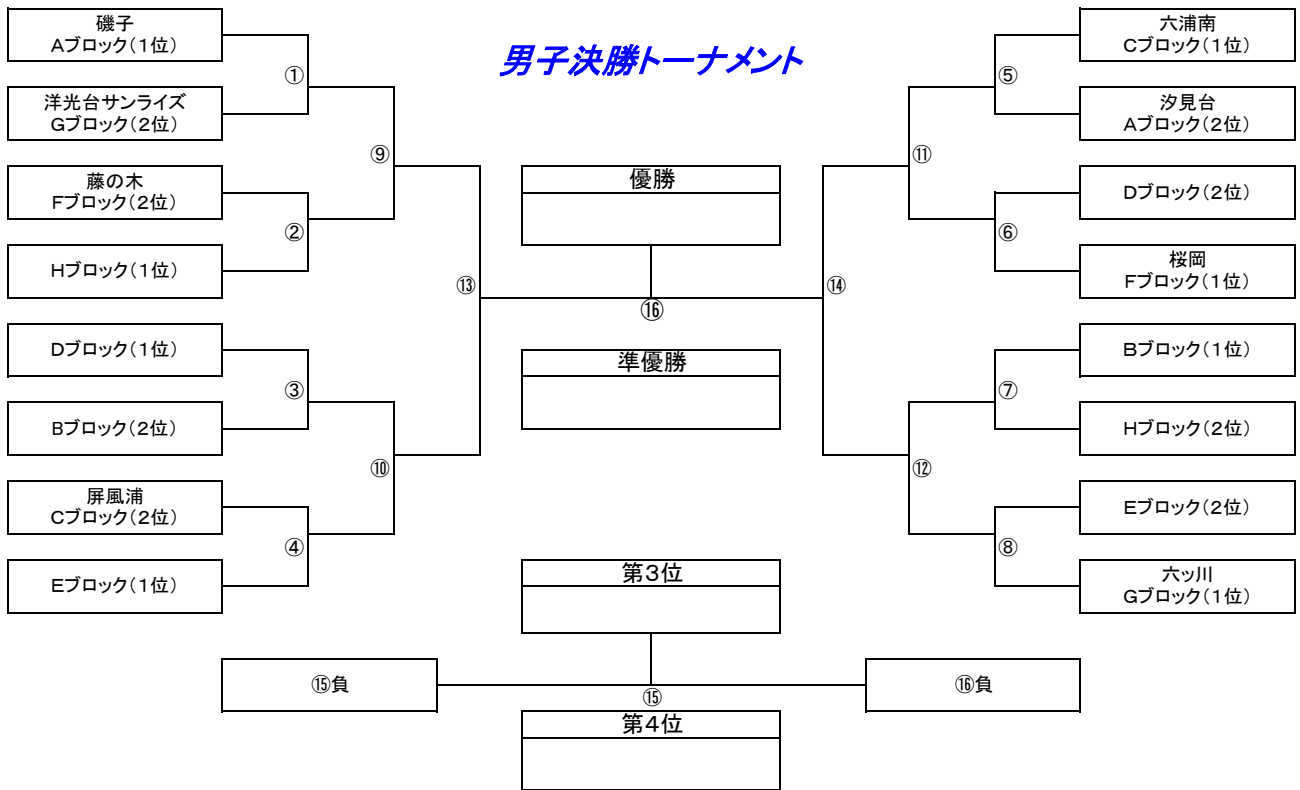 男子決勝トーナメント
磯子
Aブロック（1位）
①
洋光台サンライズ
Gブロック（2位）
⑨
藤の木
Fブロック（2位）
②
Hブロック（1位）
⑬
Dブロック（1位）
③
Bブロック（2位）
⑩
屏風浦
Cブロック（2位）
④
Eブロック（1位）
優勝
⑯
準優勝
六浦南
Cブロック（1位）
⑤
汐見台
Aブロック（2位）
⑪
Dブロック（2位）
⑥
桜岡
Fブロック（1位）
⑭
Bブロック（1位）
⑦
Hブロック（2位）
⑫
Eブロック（2位）
⑧
六ッ川
Gブロック（1位）
第3位
⑮負
⑮
⑯負
第4位